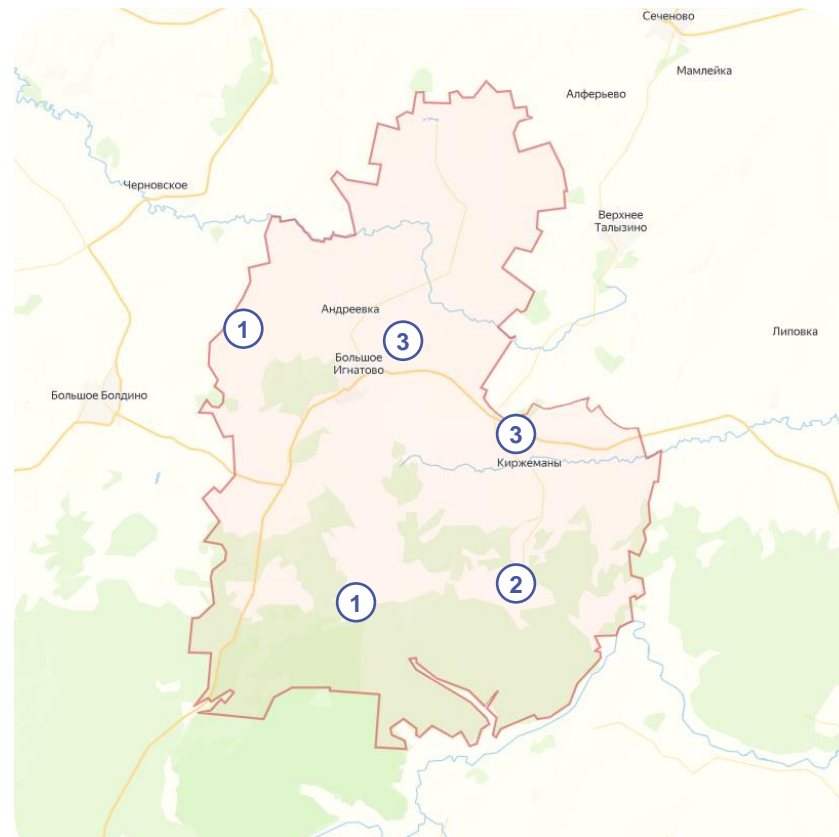 Сеченово
Мамлейка
Алферьево
Черновское
Верхнее
Талызино
Андреевка
1
3
Липовка
Большое
Игнатово
Большое Болдино
3
Киржеманы
2
1